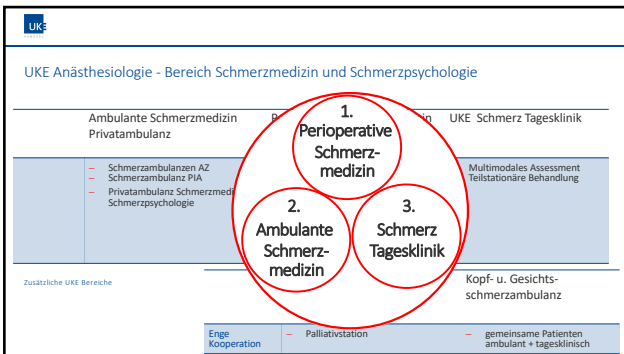 UKE
HAMBURG
UKE Anästhesiologie - Bereich Schmerzmedizin und Schmerzpsychologie
Ambulante Schmerzmedizin
Privatambulanz
UKE Schmerz Tagesklinik
– Schmerzambulanzen AZ
– Schmerzambulanz PIA
– Privatambulanz Schmerzmedi
Schmerzpsychologie
1.
Perioperative
Schmerz-
medizin
2.
Ambulante
Schmerz-
medizin
3.
Schmerz
Tagesklinik
Multimodales Assessment
Teilstationäre Behandlung
Zusätzliche UKE Bereiche
Kopf- u. Gesichts-
schmerzambulanz
Enge
Kooperation
– Palliativstation
– gemeinsame Patienten
ambulant + tagesklinisch